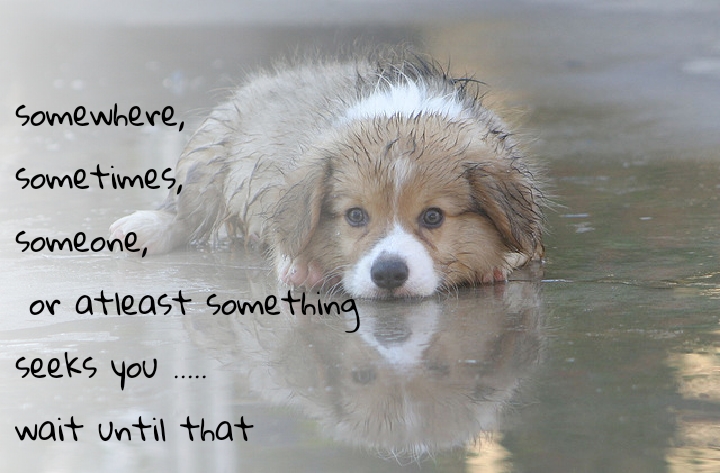 somewhere,
sometimes,
someone,
or atleast something
seeks you .....
wait until that